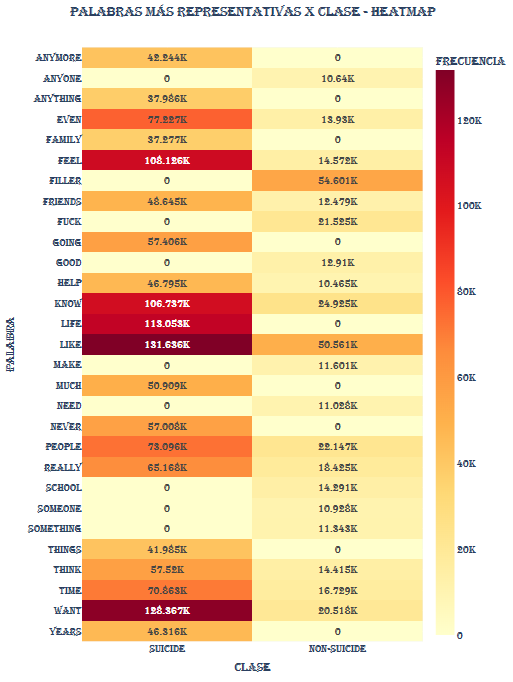 PALABRAS MÁS REPRESENTATIVAS X CLASE - HEATMAP
FRECUENCIA
ANYMORE 42.244K 0
ANYONE 0 10.64K
ANYTHING 37.986K 0
EVEN 77.227K 13.93K
FAMILY 37.277K 0
FEEL 108.126K 14.572K
FILLER 0 54.601K
FRIENDS 48.645K 12.479K
FUCK 0 21.525K
GOING 57.406K 0
GOOD 0 12.91K
HELP 46.795K 10.465K
KNOW 106.737K 24.925K
LIFE 113.053K 0
LIKE 131.636K 50.561K
MAKE 0 11.601K
MUCH 50.909K 0
NEED 0 11.028K
NEVER 57.008K 0
PEOPLE 73.096K 22.147K
REALLY 65.168K 18.425K
SCHOOL 0 14.291K
SOMEONE 0 10.928K
SOMETHING 0 11.343K
THINGS 41.985K 0
THINK 57.52K 14.415K
TIME 70.863K 16.729K
WANT 128.367K 20.518K
YEARS 46.316K 0
SUICIDE NON-SUICIDE
CLASE
PALABRA
120K
100K
80K
60K
40K
20K
0